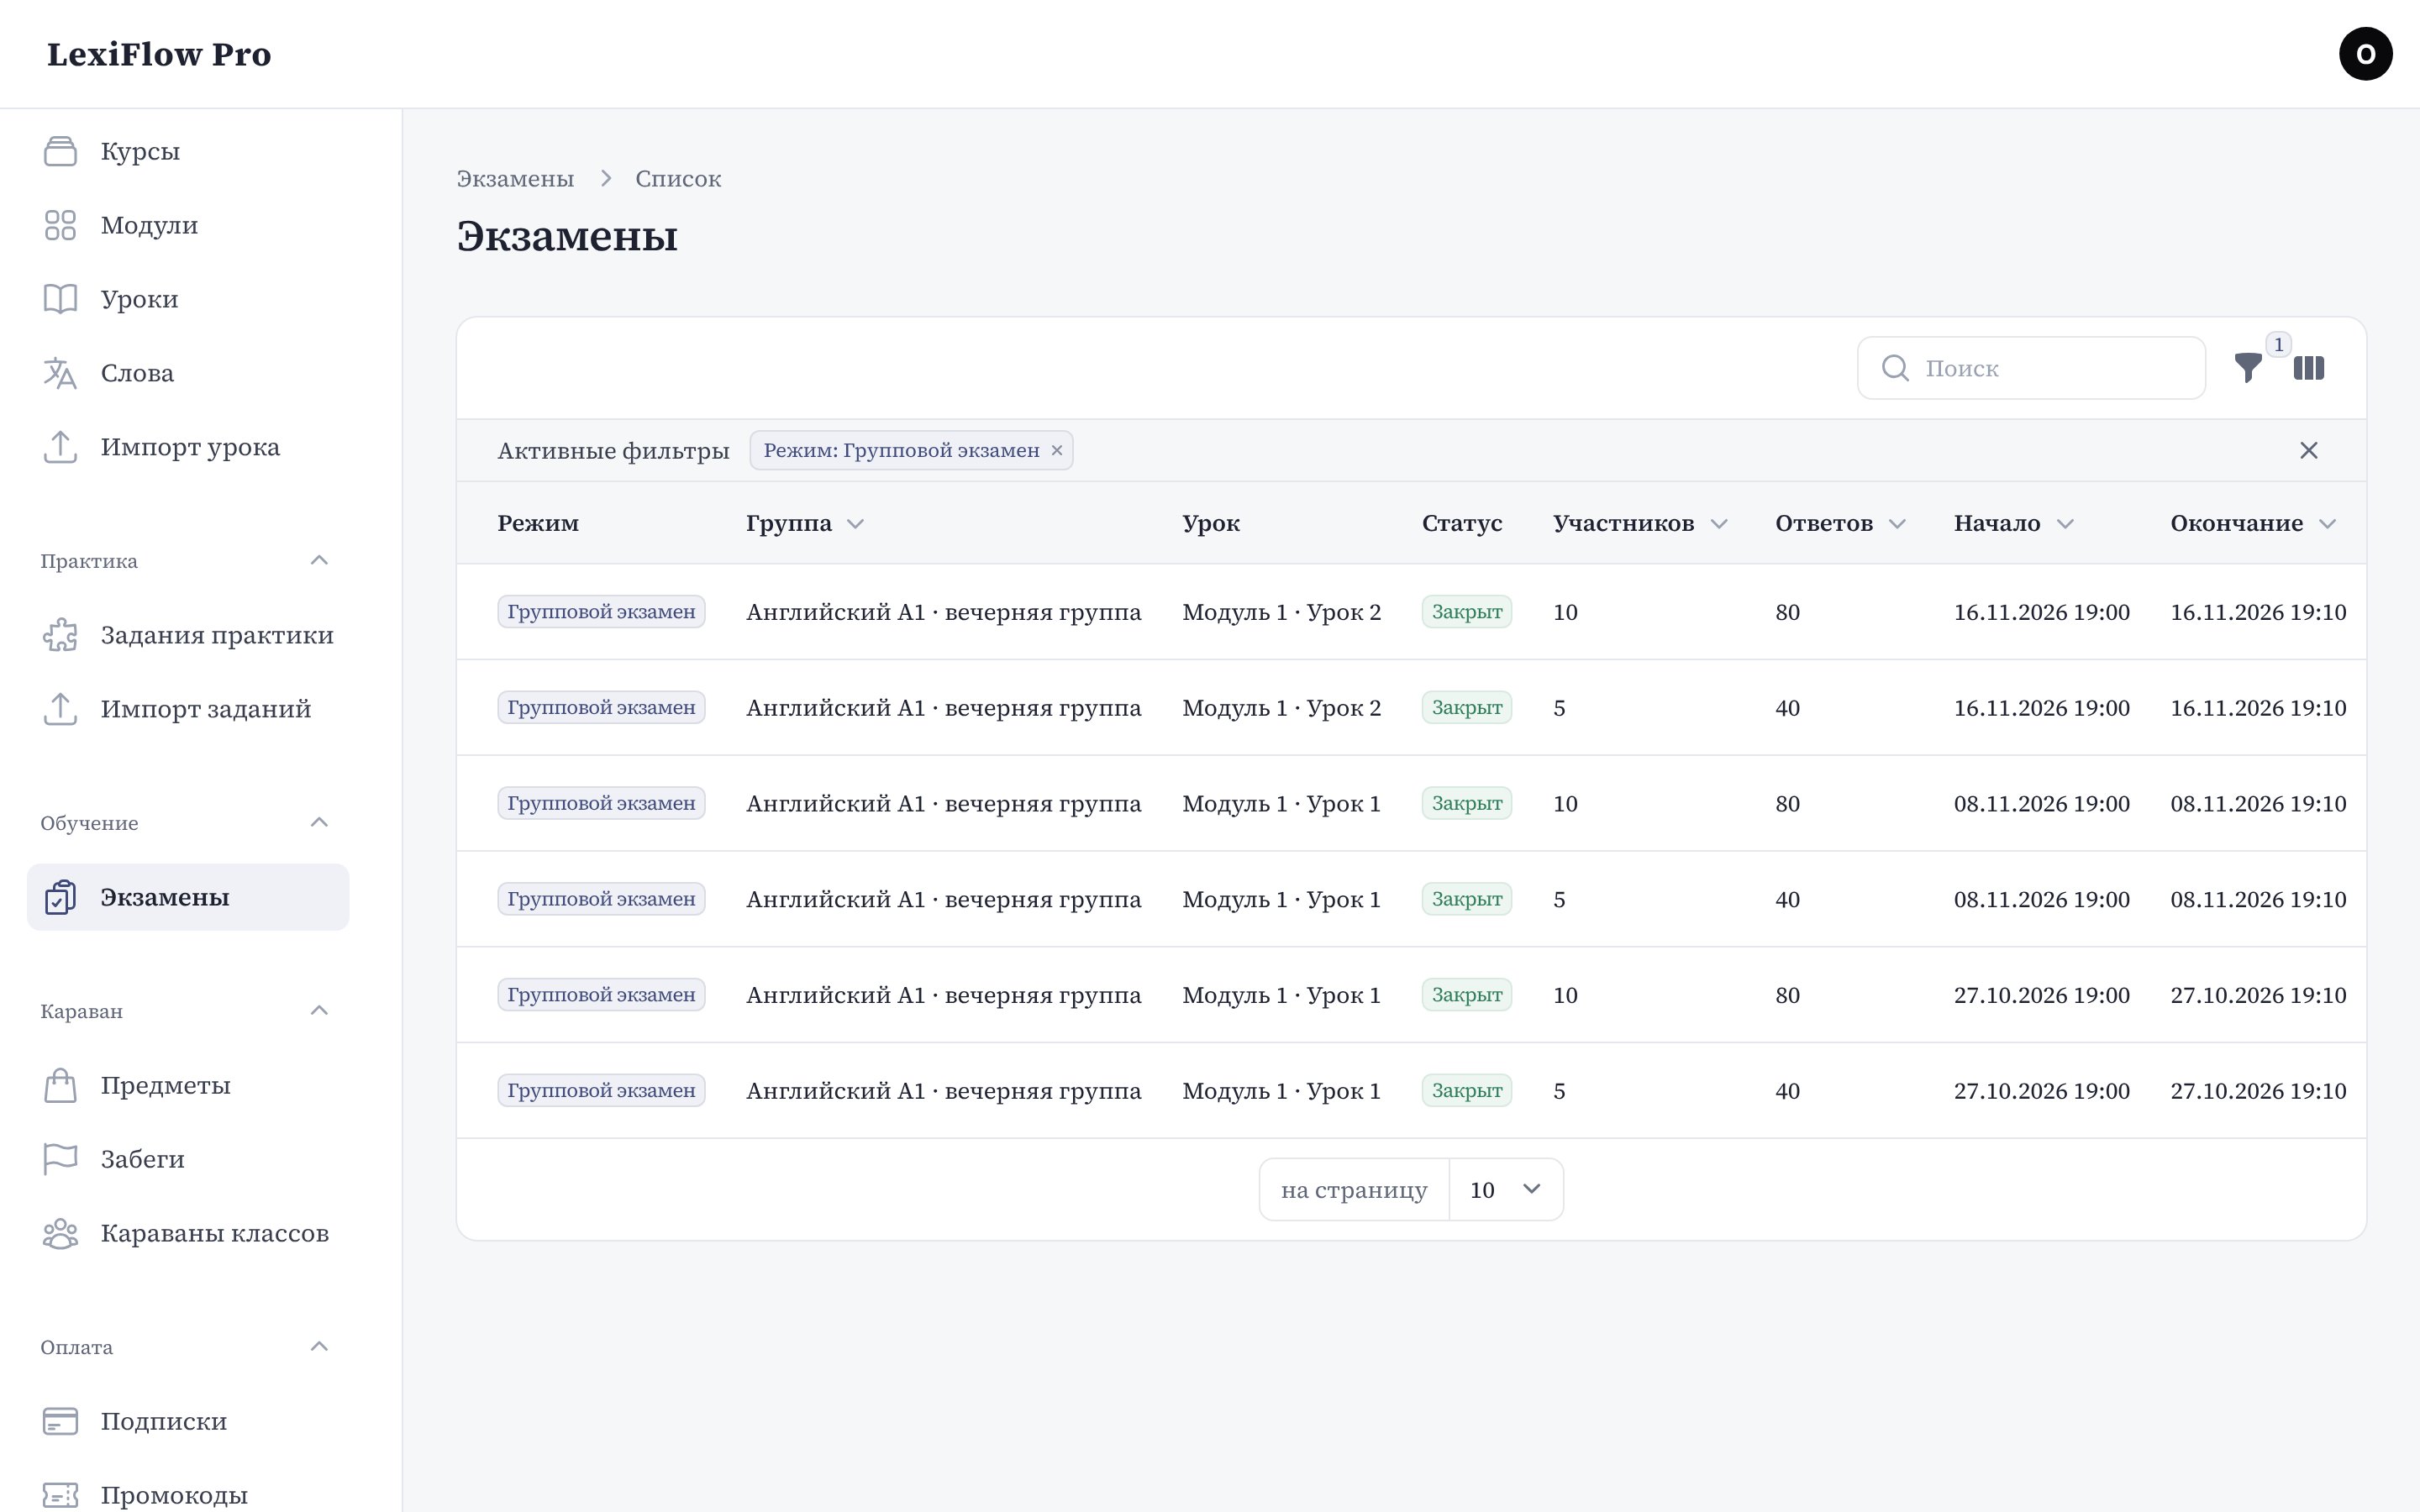 LexiFlow Pro
O
Курсы
Модули
Уроки
Слова
Импорт урока
Практика
Задания практики
Импорт заданий
Обучение
Экзамены
Караван
Предметы
Забеги
Караваны классов
Оплата
Подписки
Промокоды
Экзамены Список
Экзамены
Поиск 1
Активные фильтры Режим: Групповой экзамен
Режим Группа Урок Статус Участников Ответов Начало Окончание
Групповой экзамен Английский A1 · вечерняя группа Модуль 1 · Урок 2 Закрыт 10 80 16.11.2026 19:00 16.11.2026 19:10
Групповой экзамен Английский A1 · вечерняя группа Модуль 1 · Урок 2 Закрыт 5 40 16.11.2026 19:00 16.11.2026 19:10
Групповой экзамен Английский A1 · вечерняя группа Модуль 1 · Урок 1 Закрыт 10 80 08.11.2026 19:00 08.11.2026 19:10
Групповой экзамен Английский A1 · вечерняя группа Модуль 1 · Урок 1 Закрыт 5 40 08.11.2026 19:00 08.11.2026 19:10
Групповой экзамен Английский A1 · вечерняя группа Модуль 1 · Урок 1 Закрыт 10 80 27.10.2026 19:00 27.10.2026 19:10
Групповой экзамен Английский A1 · вечерняя группа Модуль 1 · Урок 1 Закрыт 5 40 27.10.2026 19:00 27.10.2026 19:10
на страницу 10